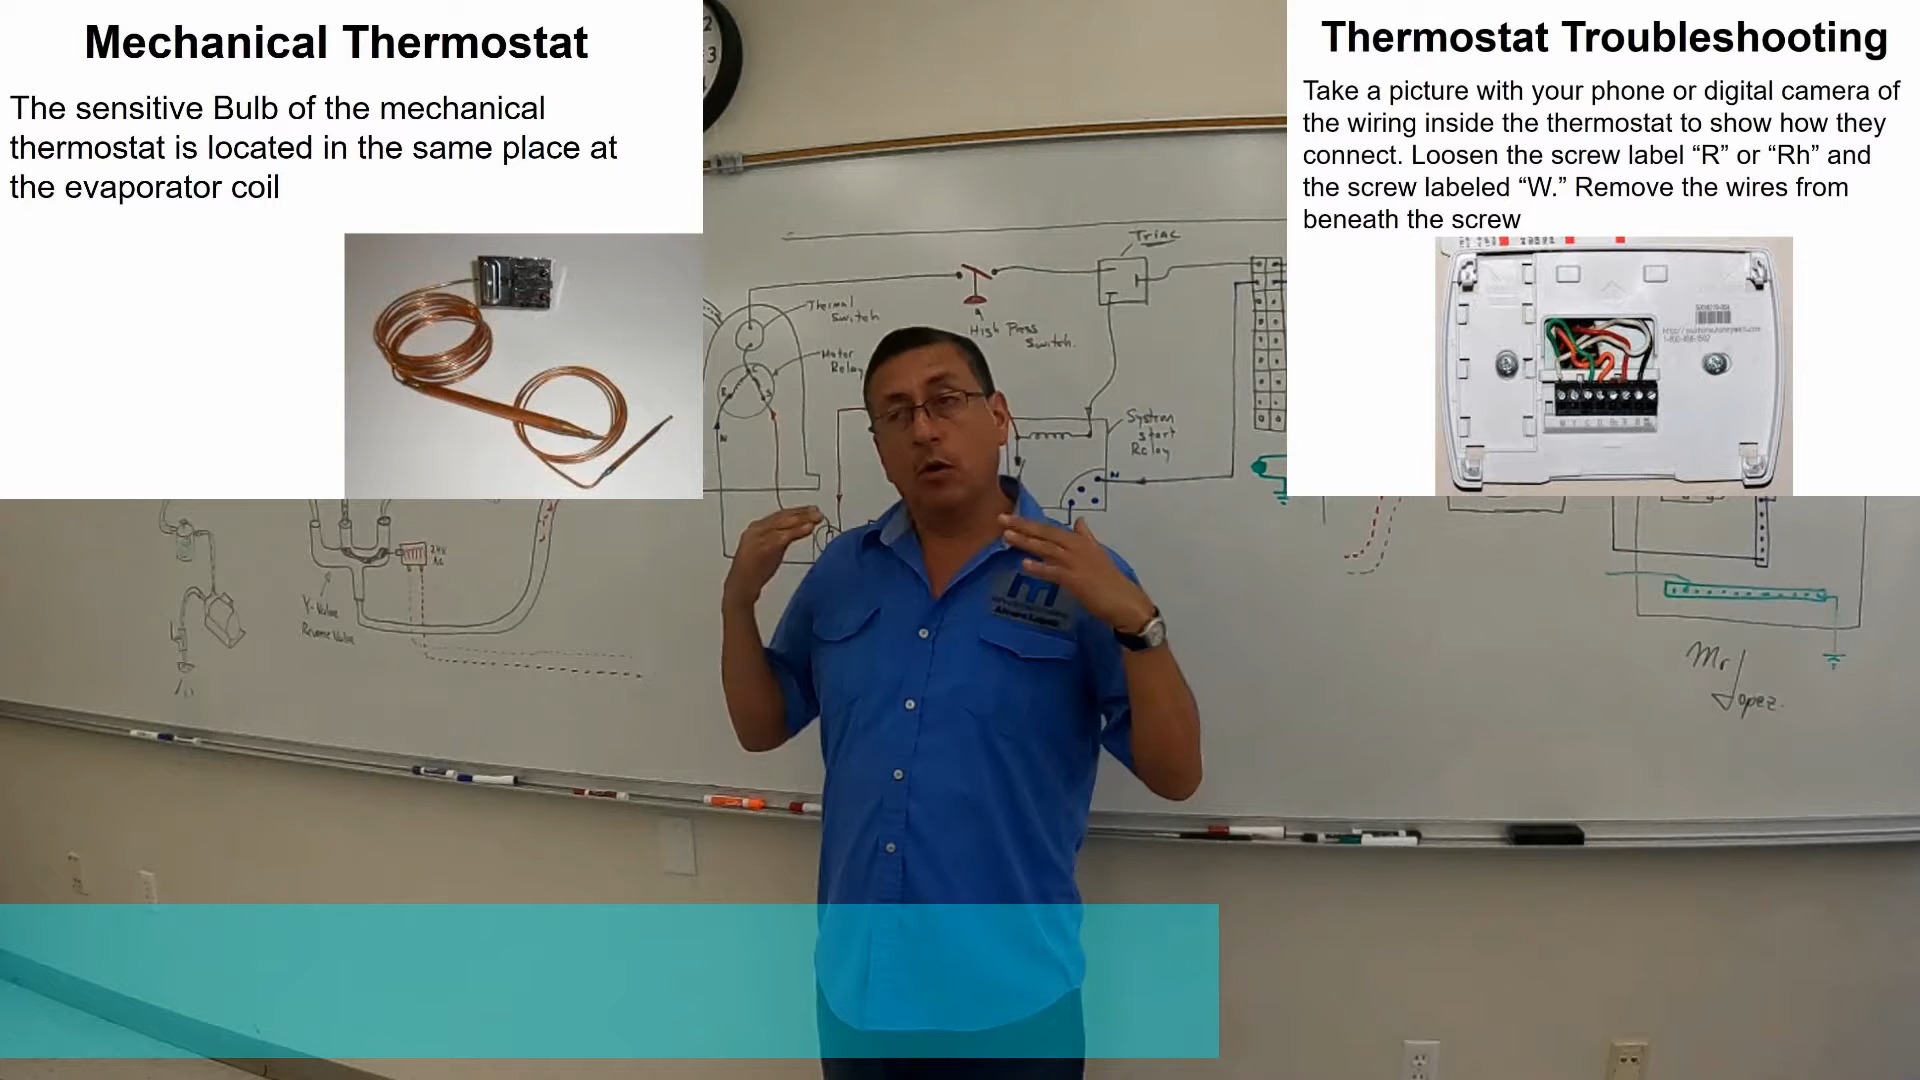 Mechanical Thermostat
The sensitive Bulb of the mechanical
thermostat is located in the same place at
the evaporator coil
Thermostat Troubleshooting
Take a picture with your phone or digital camera of
the wiring inside the thermostat to show how they
connect. Loosen the screw label “R” or “Rh” and
the screw labeled “W.” Remove the wires from
beneath the screw
2
3
Triac
Thermal
Switch
High Press
Switch.
Motor
Relay
C
R
S
N
System
start
Relay
N
24V
AC
Y-Valve
Reverse Valve
Mr Lopez.